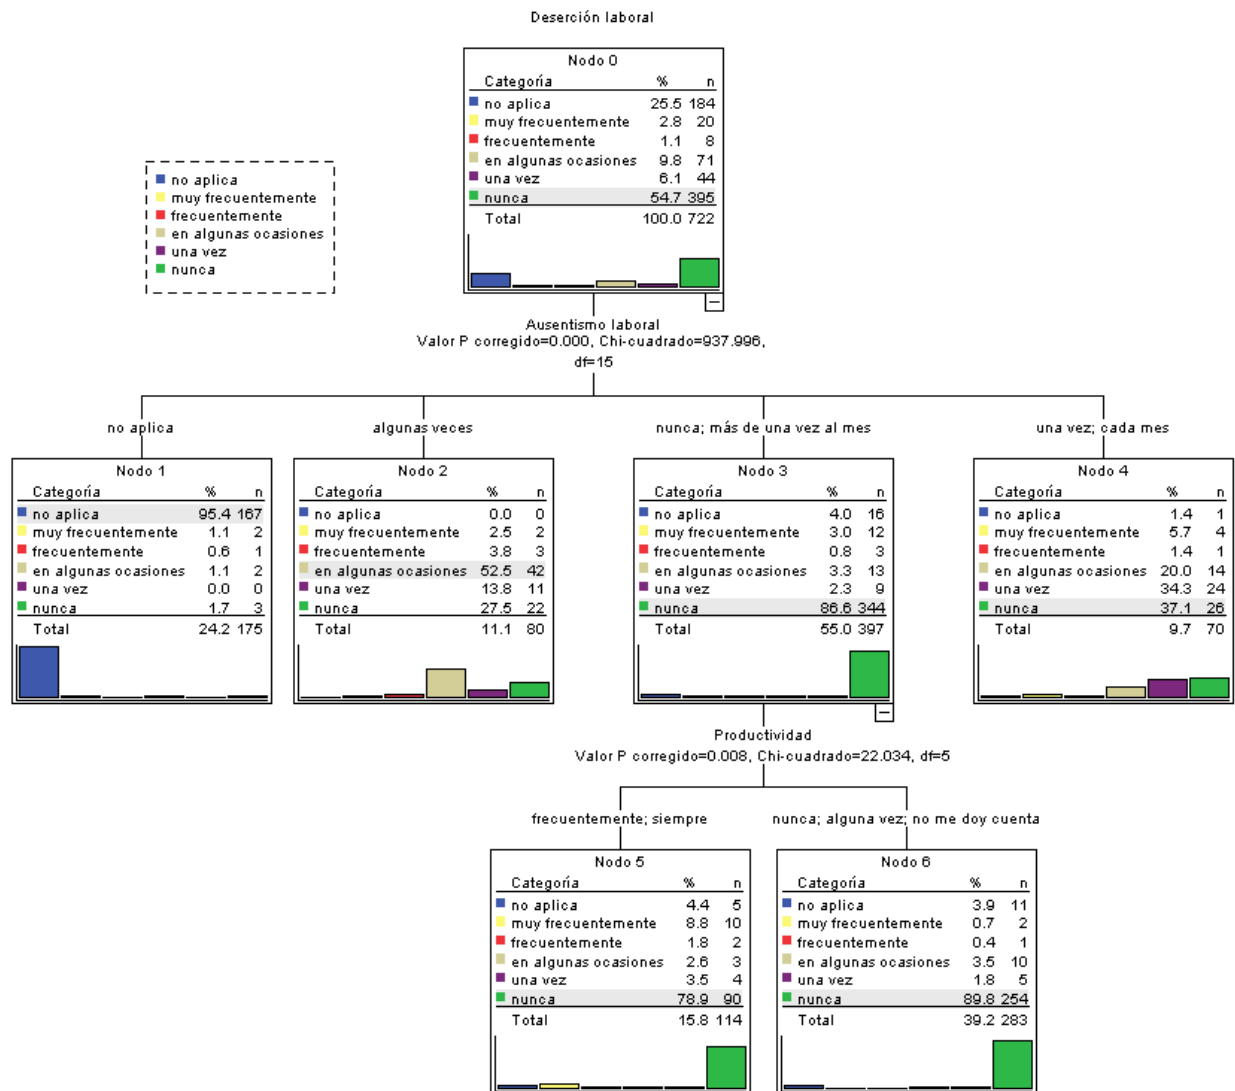 Deserción laboral
Nodo 0
Categoría % n
no aplica 25.5 184
muy frecuentemente 2.8 20
frecuentemente 1.1 8
en algunas ocasiones 9.8 71
una vez 6.1 44
nunca 54.7 395
Total 100.0 722
no aplica
muy frecuentemente
frecuentemente
en algunas ocasiones
una vez
nunca
Ausentismo laboral
Valor P corregido=0.000, Chi-cuadrado=937.996,
df=15
no aplica
algunas veces
nunca; más de una vez al mes
una vez; cada mes
Nodo 1
Categoría % n
no aplica 95.4 167
muy frecuentemente 1.1 2
frecuentemente 0.6 1
en algunas ocasiones 1.1 2
una vez 0.0 0
nunca 1.7 3
Total 24.2 175
Nodo 2
Categoría % n
no aplica 0.0 0
muy frecuentemente 2.5 2
frecuentemente 3.8 3
en algunas ocasiones 52.5 42
una vez 13.8 11
nunca 27.5 22
Total 11.1 80
Nodo 3
Categoría % n
no aplica 4.0 16
muy frecuentemente 3.0 12
frecuentemente 0.8 3
en algunas ocasiones 3.3 13
una vez 2.3 9
nunca 86.6 344
Total 55.0 397
Nodo 4
Categoría % n
no aplica 1.4 1
muy frecuentemente 5.7 4
frecuentemente 1.4 1
en algunas ocasiones 20.0 14
una vez 34.3 24
nunca 37.1 26
Total 9.7 70
Productividad
Valor P corregido=0.008, Chi-cuadrado=22.034, df=5
frecuentemente; siempre
nunca; alguna vez; no me doy cuenta
Nodo 5
Categoría % n
no aplica 4.4 5
muy frecuentemente 8.8 10
frecuentemente 1.8 2
en algunas ocasiones 2.6 3
una vez 3.5 4
nunca 78.9 90
Total 15.8 114
Nodo 6
Categoría % n
no aplica 3.9 11
muy frecuentemente 0.7 2
frecuentemente 0.4 1
en algunas ocasiones 3.5 10
una vez 1.8 5
nunca 89.8 254
Total 39.2 283